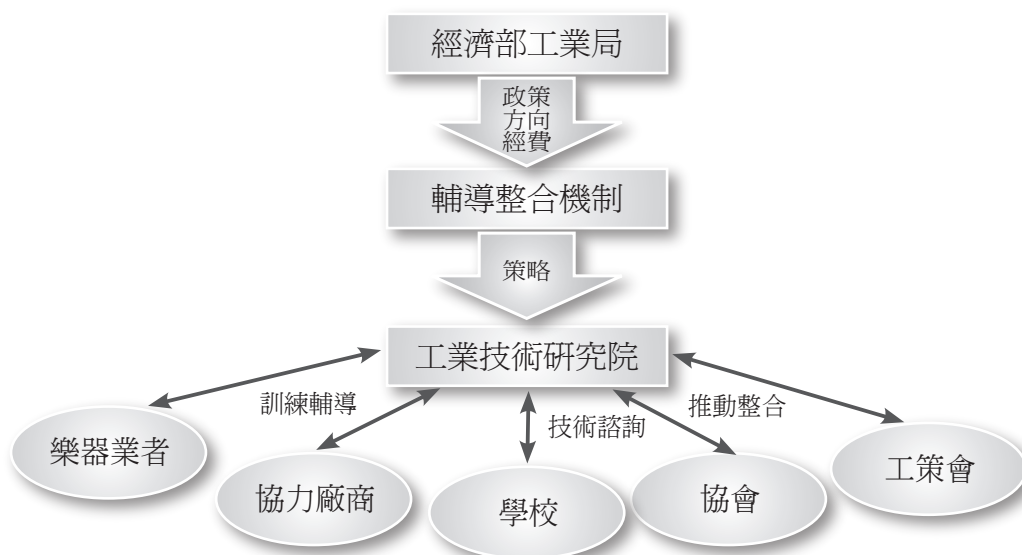 經濟部工業局
政策
方向
經費
輔導整合機制
策略
工業技術研究院
訓練輔導
技術諮詢
推動整合
樂器業者
協力廠商
學校
協會
工策會